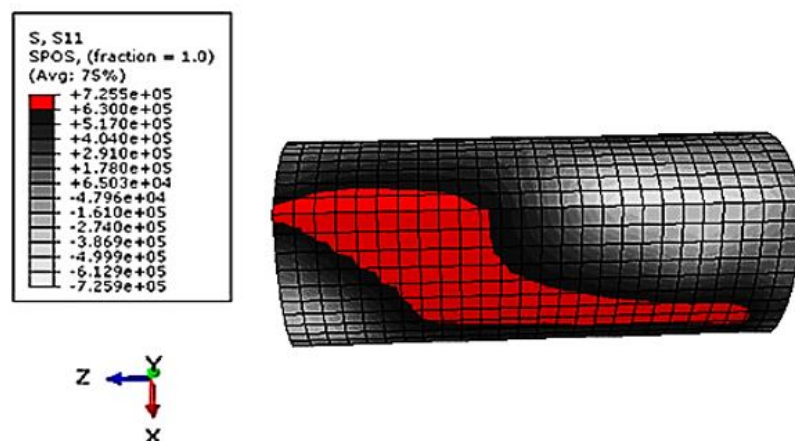 S, S11
SPOS, (fraction = 1.0)
(Avg: 75%)
+7.255e+05
+6.300e+05
+5.170e+05
+4.040e+05
+2.910e+05
+1.780e+05
+6.503e+04
-4.796e+04
-1.610e+05
-2.740e+05
-3.869e+05
-4.999e+05
-6.129e+05
-7.259e+05
Y
Z
X